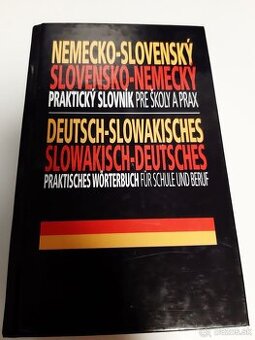 NEMECKO-SLOVENSKÝ
SLOVENSKO-NEMECKÝ
PRAKTICKÝ SLOVNÍK PRE ŠKOLY A PRAX
DEUTSCH-SLOWAKISCHES
SLOWAKISCH-DEUTSCHES
PRAKTISCHES WÖRTERBUCH FÜR SCHULE UND BERUF